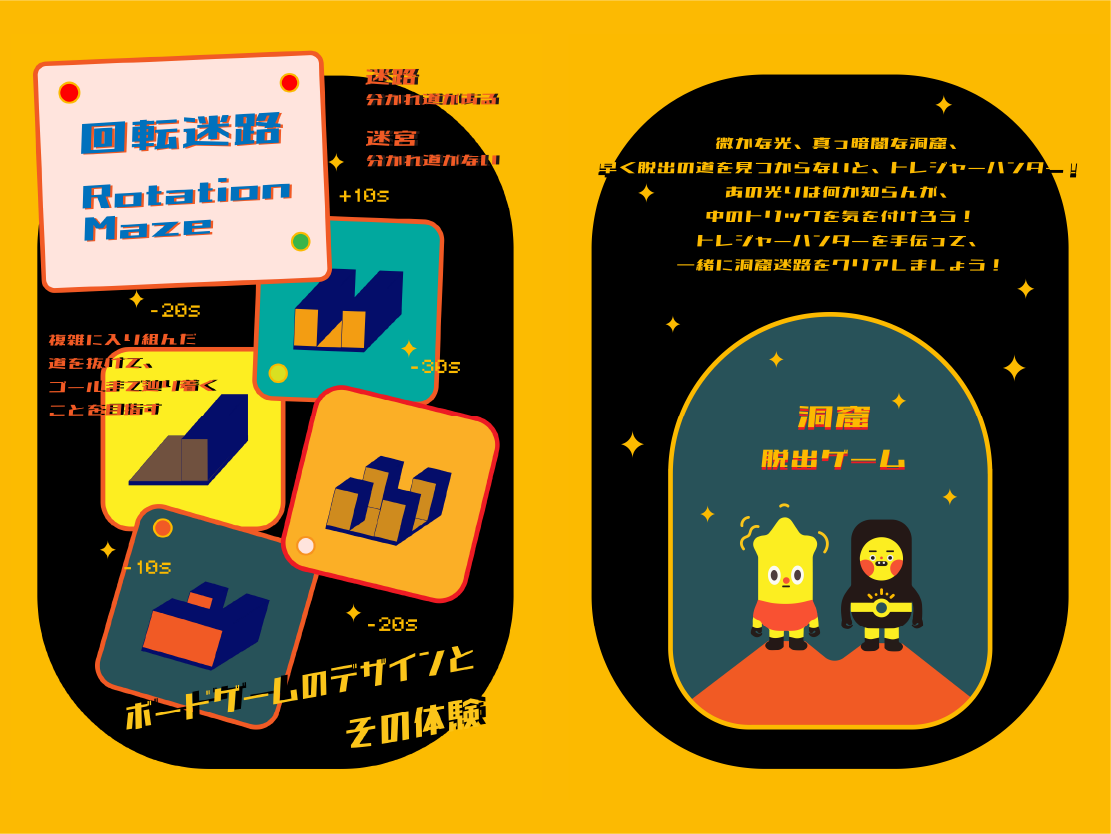 回転迷路
Rotation
Maze
迷路
分かれ道がある
迷宮
分かれ道がない
+10s
-20s
複雑に入り組んだ
道を抜けて、
ゴールまで辿り着く
ことを目指す
-30s
-10s
-20s
ボードゲームのデザインと
その体験
微かな光、真っ暗闇な洞窟、
早く脱出の道を見つからないと、トレジャーハンター！
あの光りは何か知らんが、
中のトリックを気を付けろう！
トレジャーハンターを手伝って、
一緒に洞窟迷路をクリアしましょう！
洞窟
脱出ゲーム